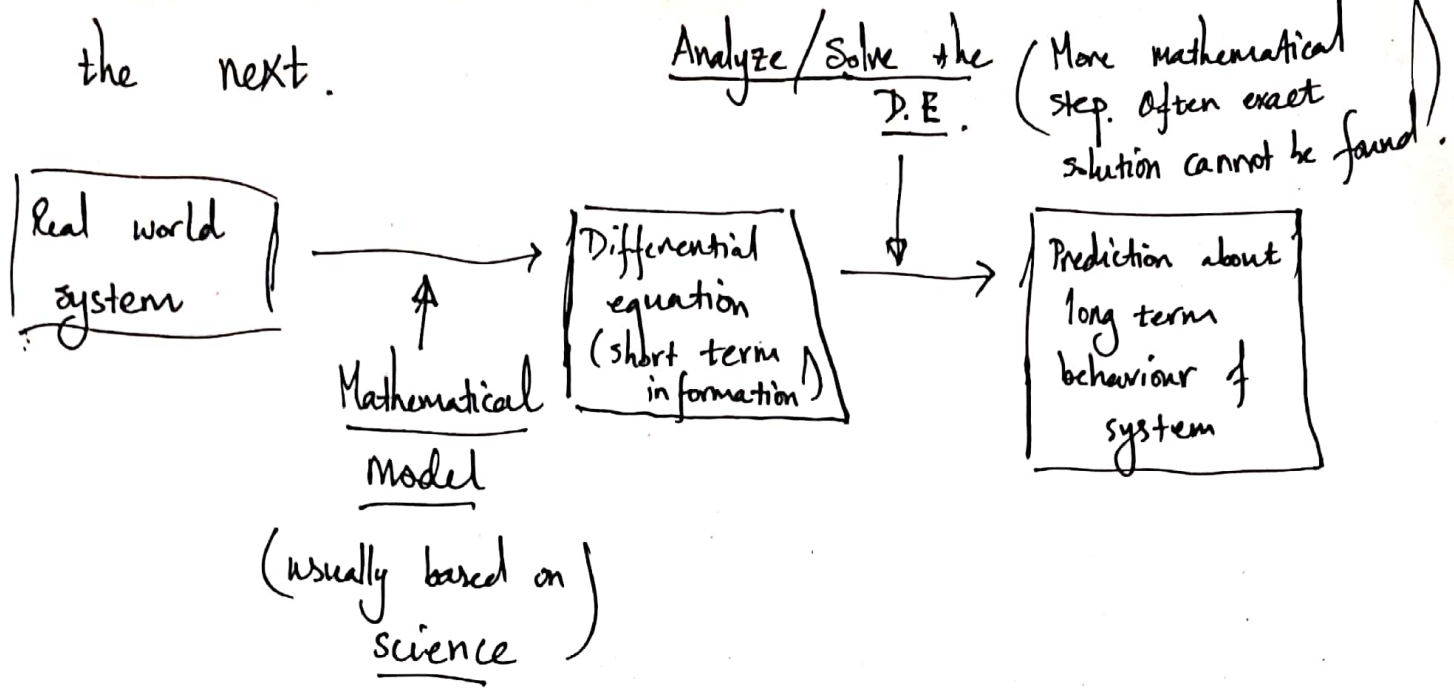 the next.
Analyze/Solve the
D.E.
(More mathematical
step. Often exact
solution cannot be found.)
Real world
system
Mathematical
Model
(usually based on
science)
Differential
equation
(short term
information)
Prediction about
long term
behaviour of
system